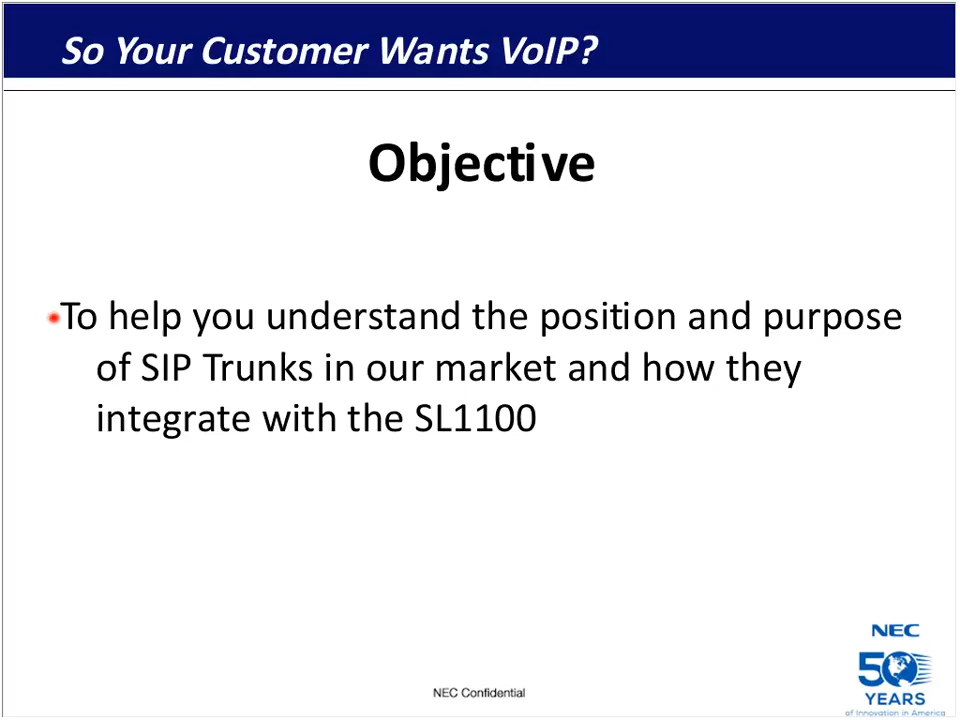 So Your Customer Wants VoIP?
Objective
•To help you understand the position and purpose
of SIP Trunks in our market and how they
integrate with the SL1100
NEC Confidential
NEC
50
YEARS
of Innovation in America